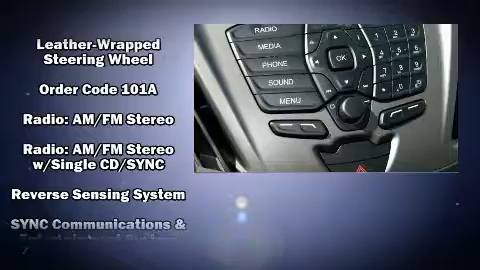 Leather-Wrapped
Steering Wheel
Order Code 101A
Radio: AM/FM Stereo
Radio: AM/FM Stereo
w/Single CD/SYNC
Reverse Sensing System
SYNC Communications &
RADIO
MEDIA
PHONE
SOUND
MENU
OK